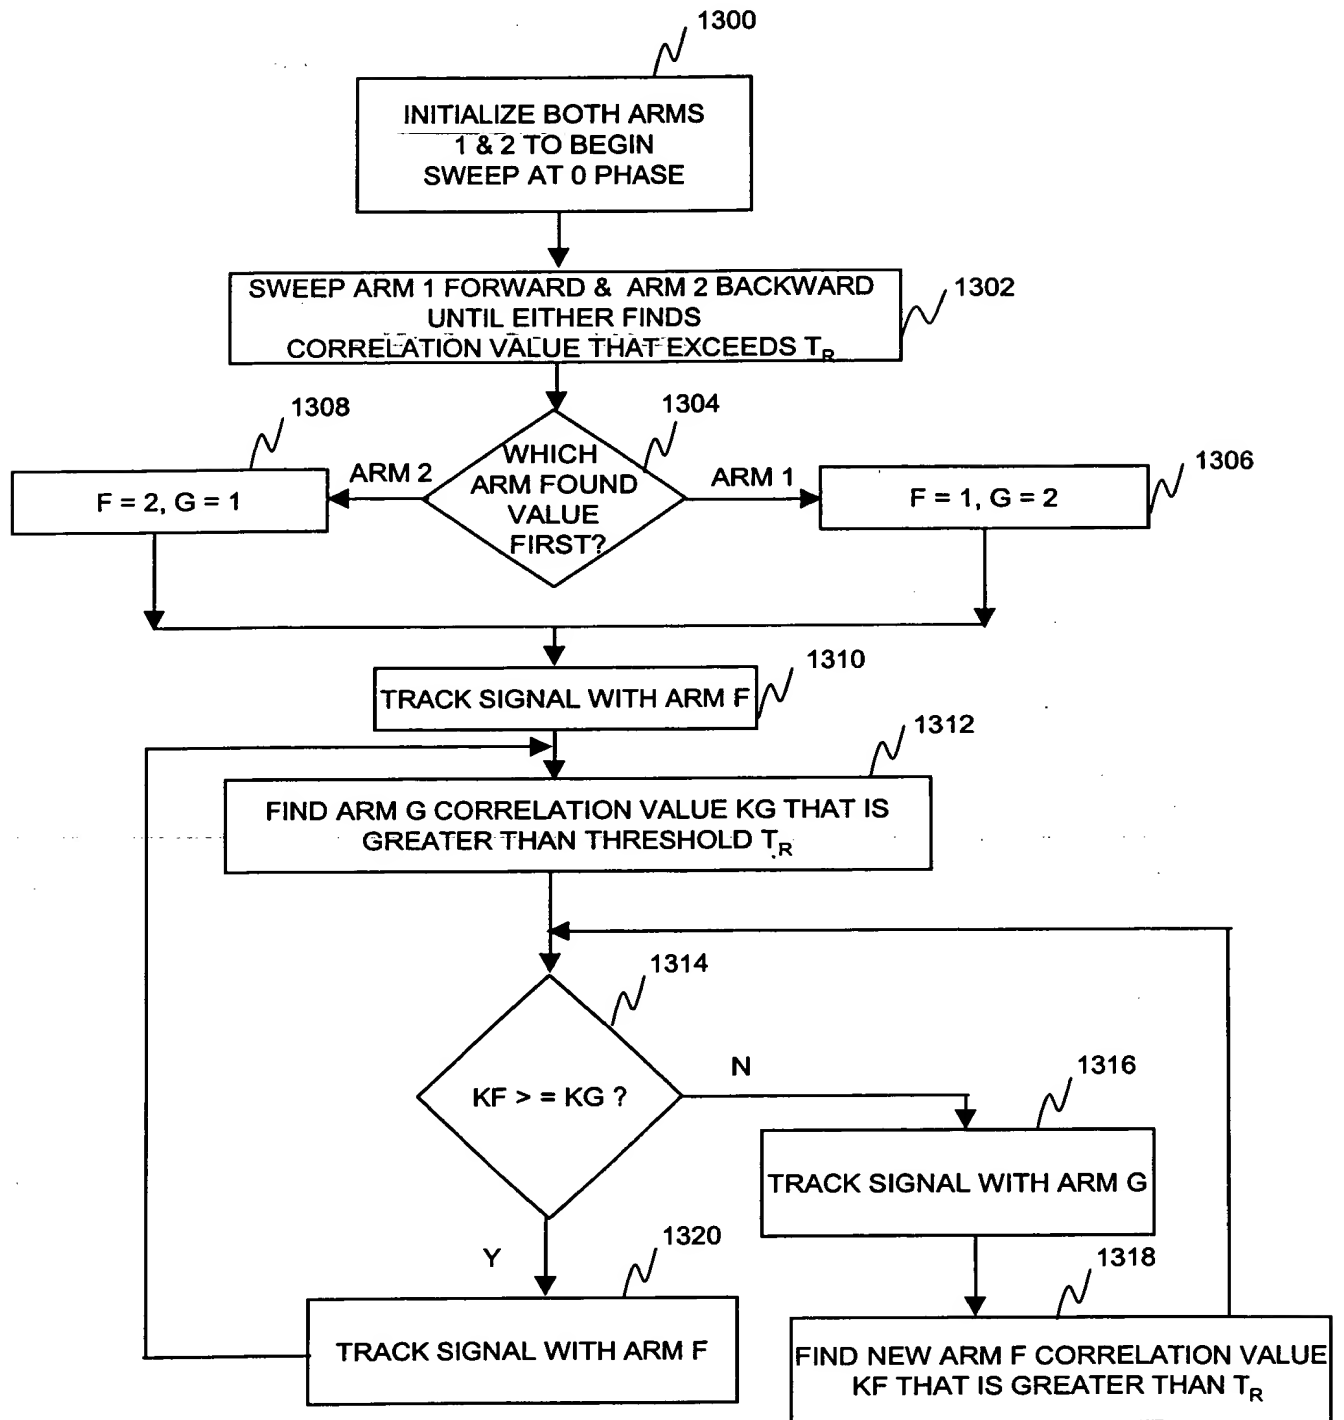 1300
INITIALIZE BOTH ARMS
1 & 2 TO BEGIN
SWEEP AT 0 PHASE
SWEEP ARM 1 FORWARD & ARM 2 BACKWARD
UNTIL EITHER FINDS
CORRELATION VALUE THAT EXCEEDS TR
1302
1308
1304
WHICH
ARM FOUND
VALUE
FIRST?
ARM 2
ARM 1
1306
F = 2, G = 1
F = 1, G = 2
1310
TRACK SIGNAL WITH ARM F
1312
FIND ARM G CORRELATION VALUE KG THAT IS
GREATER THAN THRESHOLD TR
1314
KF > = KG ?
N
1316
TRACK SIGNAL WITH ARM G
Y
1320
1318
TRACK SIGNAL WITH ARM F
FIND NEW ARM F CORRELATION VALUE
KF THAT IS GREATER THAN TR